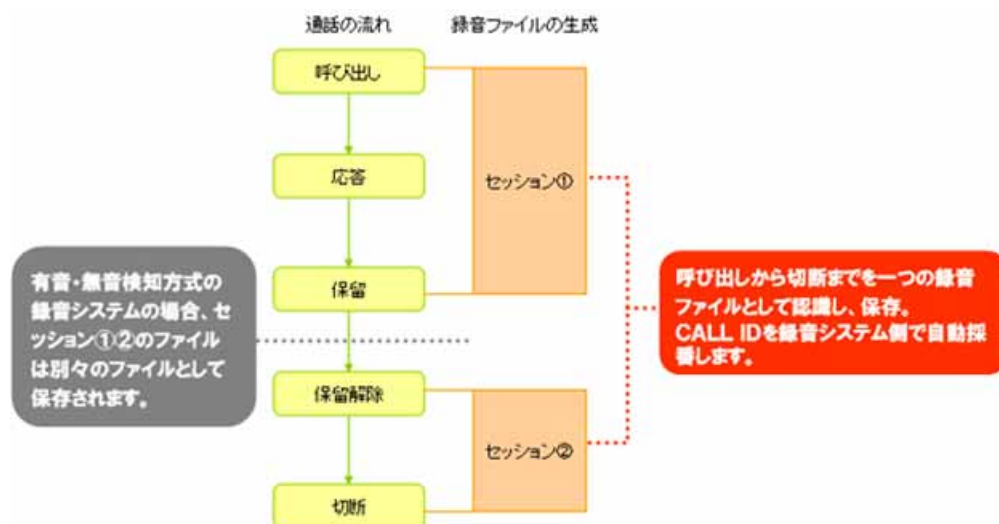 通話の流れ
録音ファイルの生成
呼び出し
応答
セッション①
保留
有音・無音検知方式の
録音システムの場合、セ
ッション①②のファイル
は別々のファイルとして
保存されます。
呼び出しから切断までを一つの録音
ファイルとして認識し、保存。
CALL IDを録音システム側で自動採
番します。
保留解除
セッション②
切断